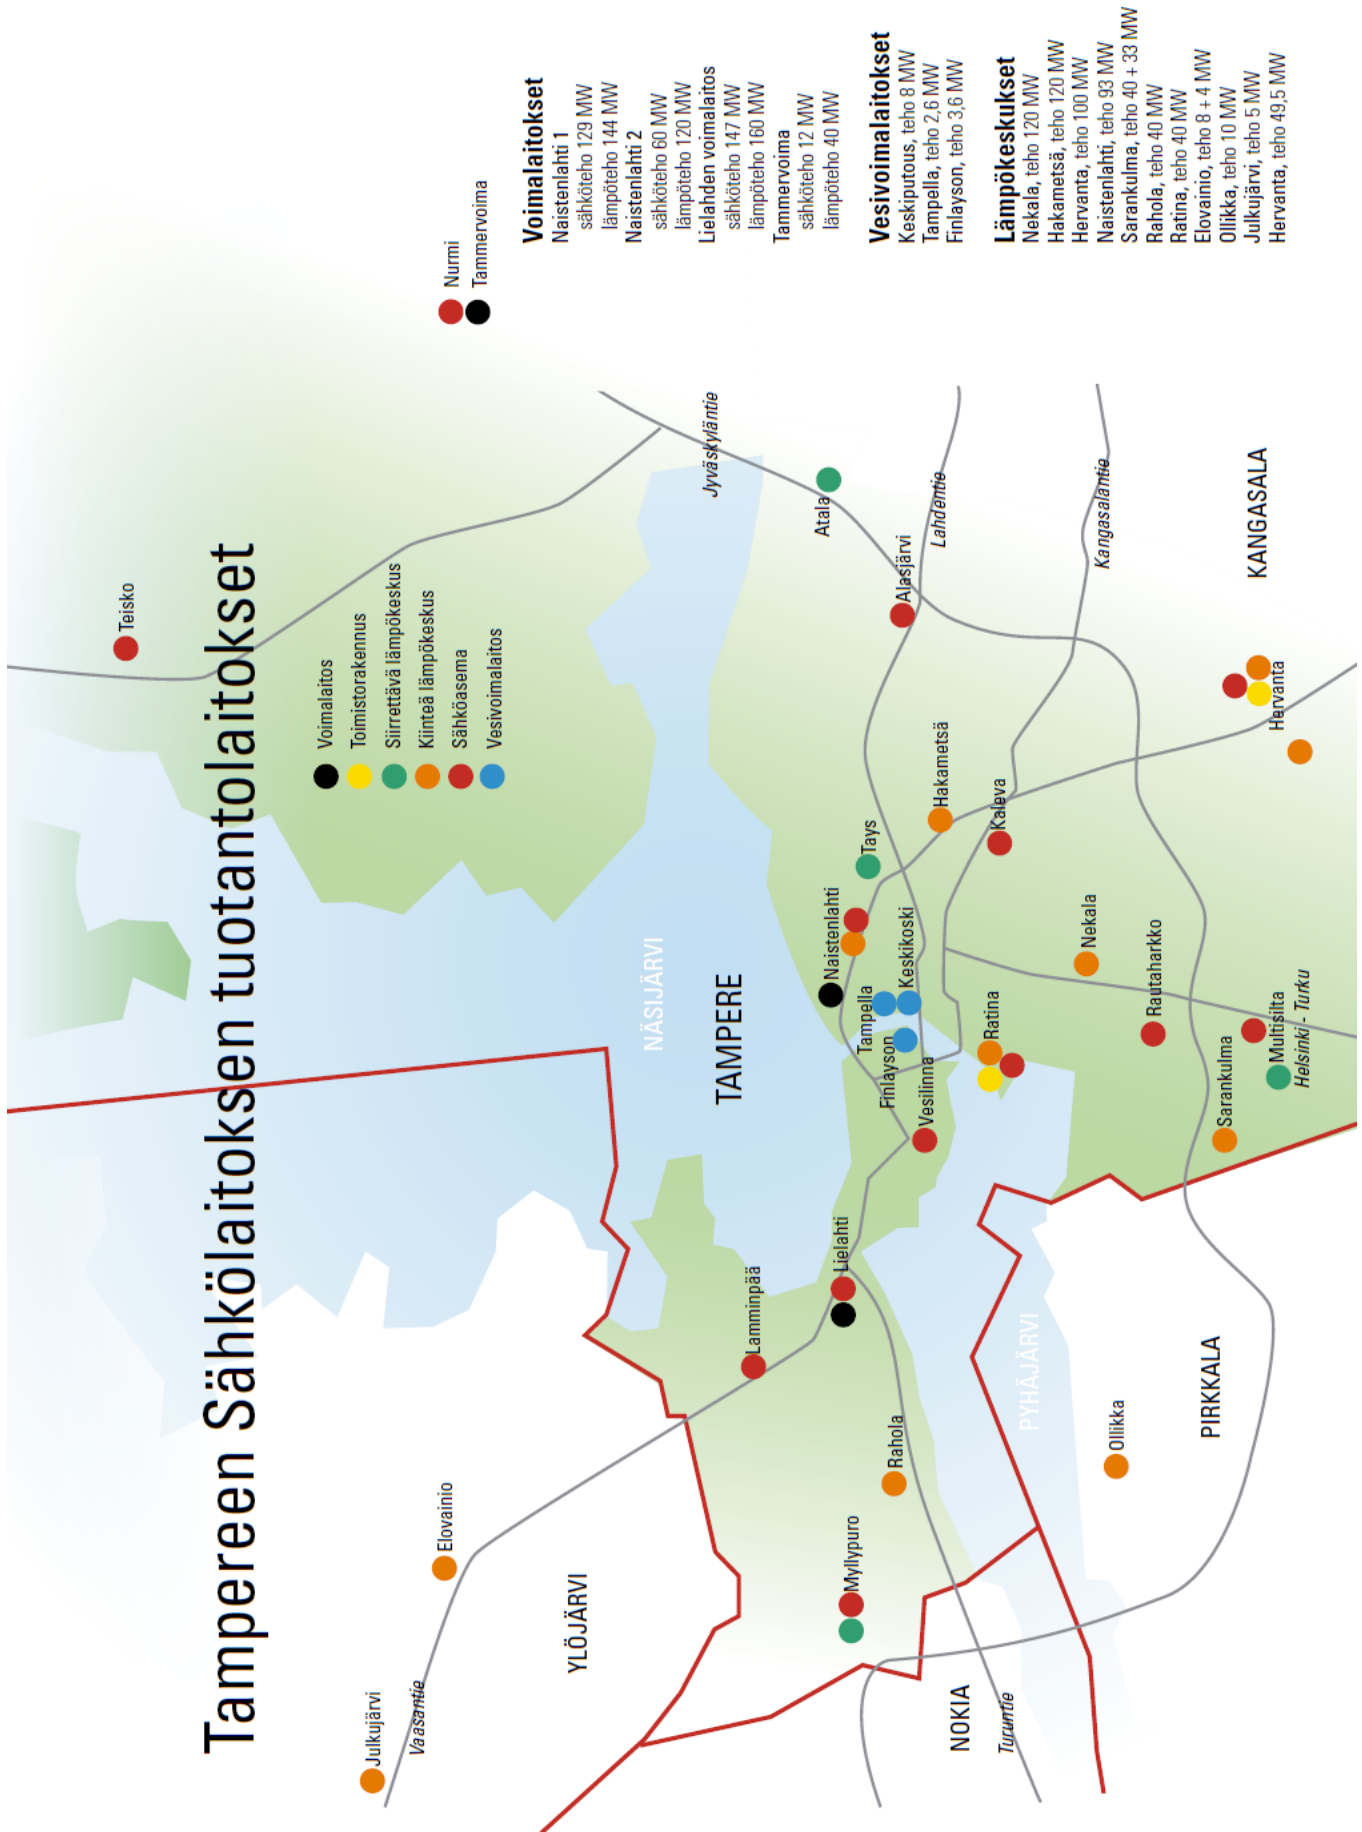 Tampereen Sähkölaitoksen tuotantolaitokset
Voimalaitos
Toimistorakennus
Siirrettävä lämpökeskus
Kiinteä lämpökeskus
Sähköasema
Vesivoimalaitos
Teisko
Nurmi
Tammervoima
Julkujärvi
Vaasantie
Elovainio
YLÖJÄRVI
NÄSIJÄRVI
TAMPERE
Jyväskyläntie
Atala
Lamminpää
Lielahti
Naistenlahti
Tays
Alasjärvi
Lahdentie
Myllypuro
Rahola
Tampella
Finlayson
Keskikoski
Vesilinna
Hakametsä
NOKIA
Turuntie
PYHÄJÄRVI
Ratina
Kaleva
Kangasalantie
Nekala
Ollikka
Rautaharkko
PIRKKALA
Sarankulma
Multisilta
Helsinki - Turku
Hervanta
KANGASALA
Voimalaitokset
Naistenlahti 1
sähköteho 129 MW
lämpöteho 144 MW
Naistenlahti 2
sähköteho 60 MW
lämpöteho 120 MW
Lielahden voimalaitos
sähköteho 147 MW
lämpöteho 160 MW
Tammervoima
sähköteho 12 MW
lämpöteho 40 MW
Vesivoimalaitokset
Keskiputous, teho 8 MW
Tampella, teho 2,6 MW
Finlayson, teho 3,6 MW
Lämpökeskukset
Nekala, teho 120 MW
Hakametsä, teho 120 MW
Hervanta, teho 100 MW
Naistenlahti, teho 93 MW
Sarankulma, teho 40 + 33 MW
Rahola, teho 40 MW
Ratina, teho 40 MW
Elovainio, teho 8 + 4 MW
Ollikka, teho 10 MW
Julkujärvi, teho 5 MW
Hervanta, teho 49,5 MW